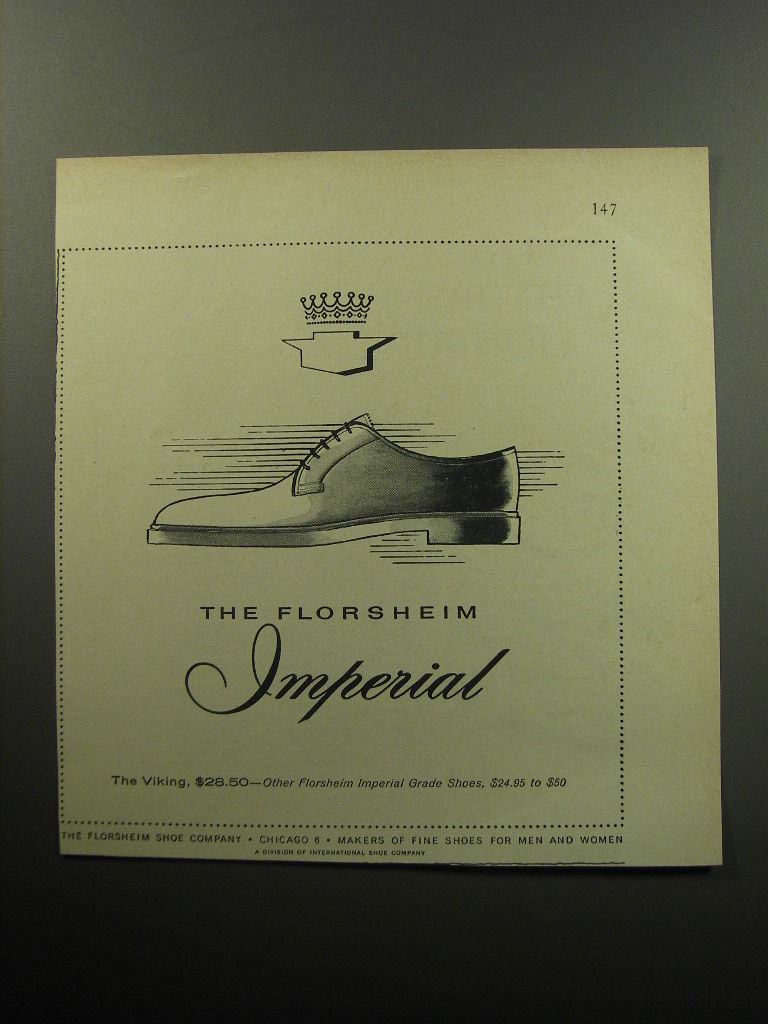 147
THE FLORSHEIM
Imperial
The Viking, $28.50—Other Florsheim Imperial Grade Shoes, $24.95 to $50
THE FLORSHEIM SHOE COMPANY • CHICAGO 6 • MAKERS OF FINE SHOES FOR MEN AND WOMEN
A DIVISION OF INTERNATIONAL SHOE COMPANY